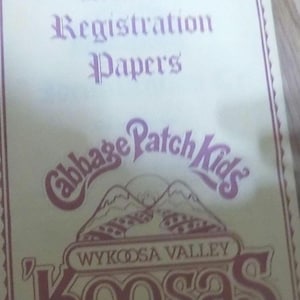 Registration
Papers
Cabbage Patch Kids
WYKOOSA VALLEY
'KOOSAS